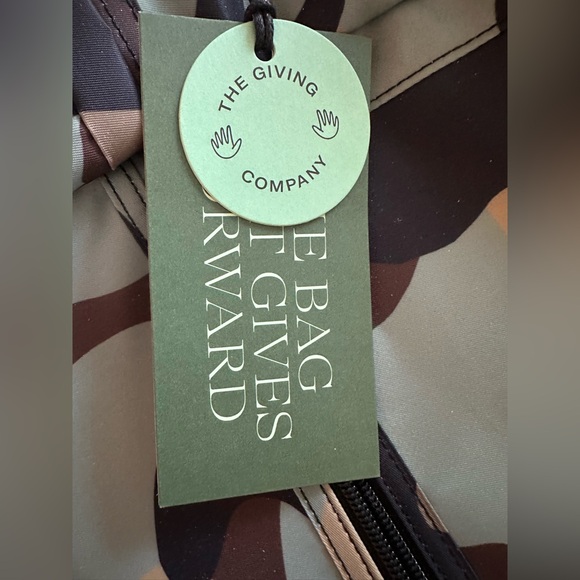 THE GIVING
COMPANY
BAG
GIVES
RWARD